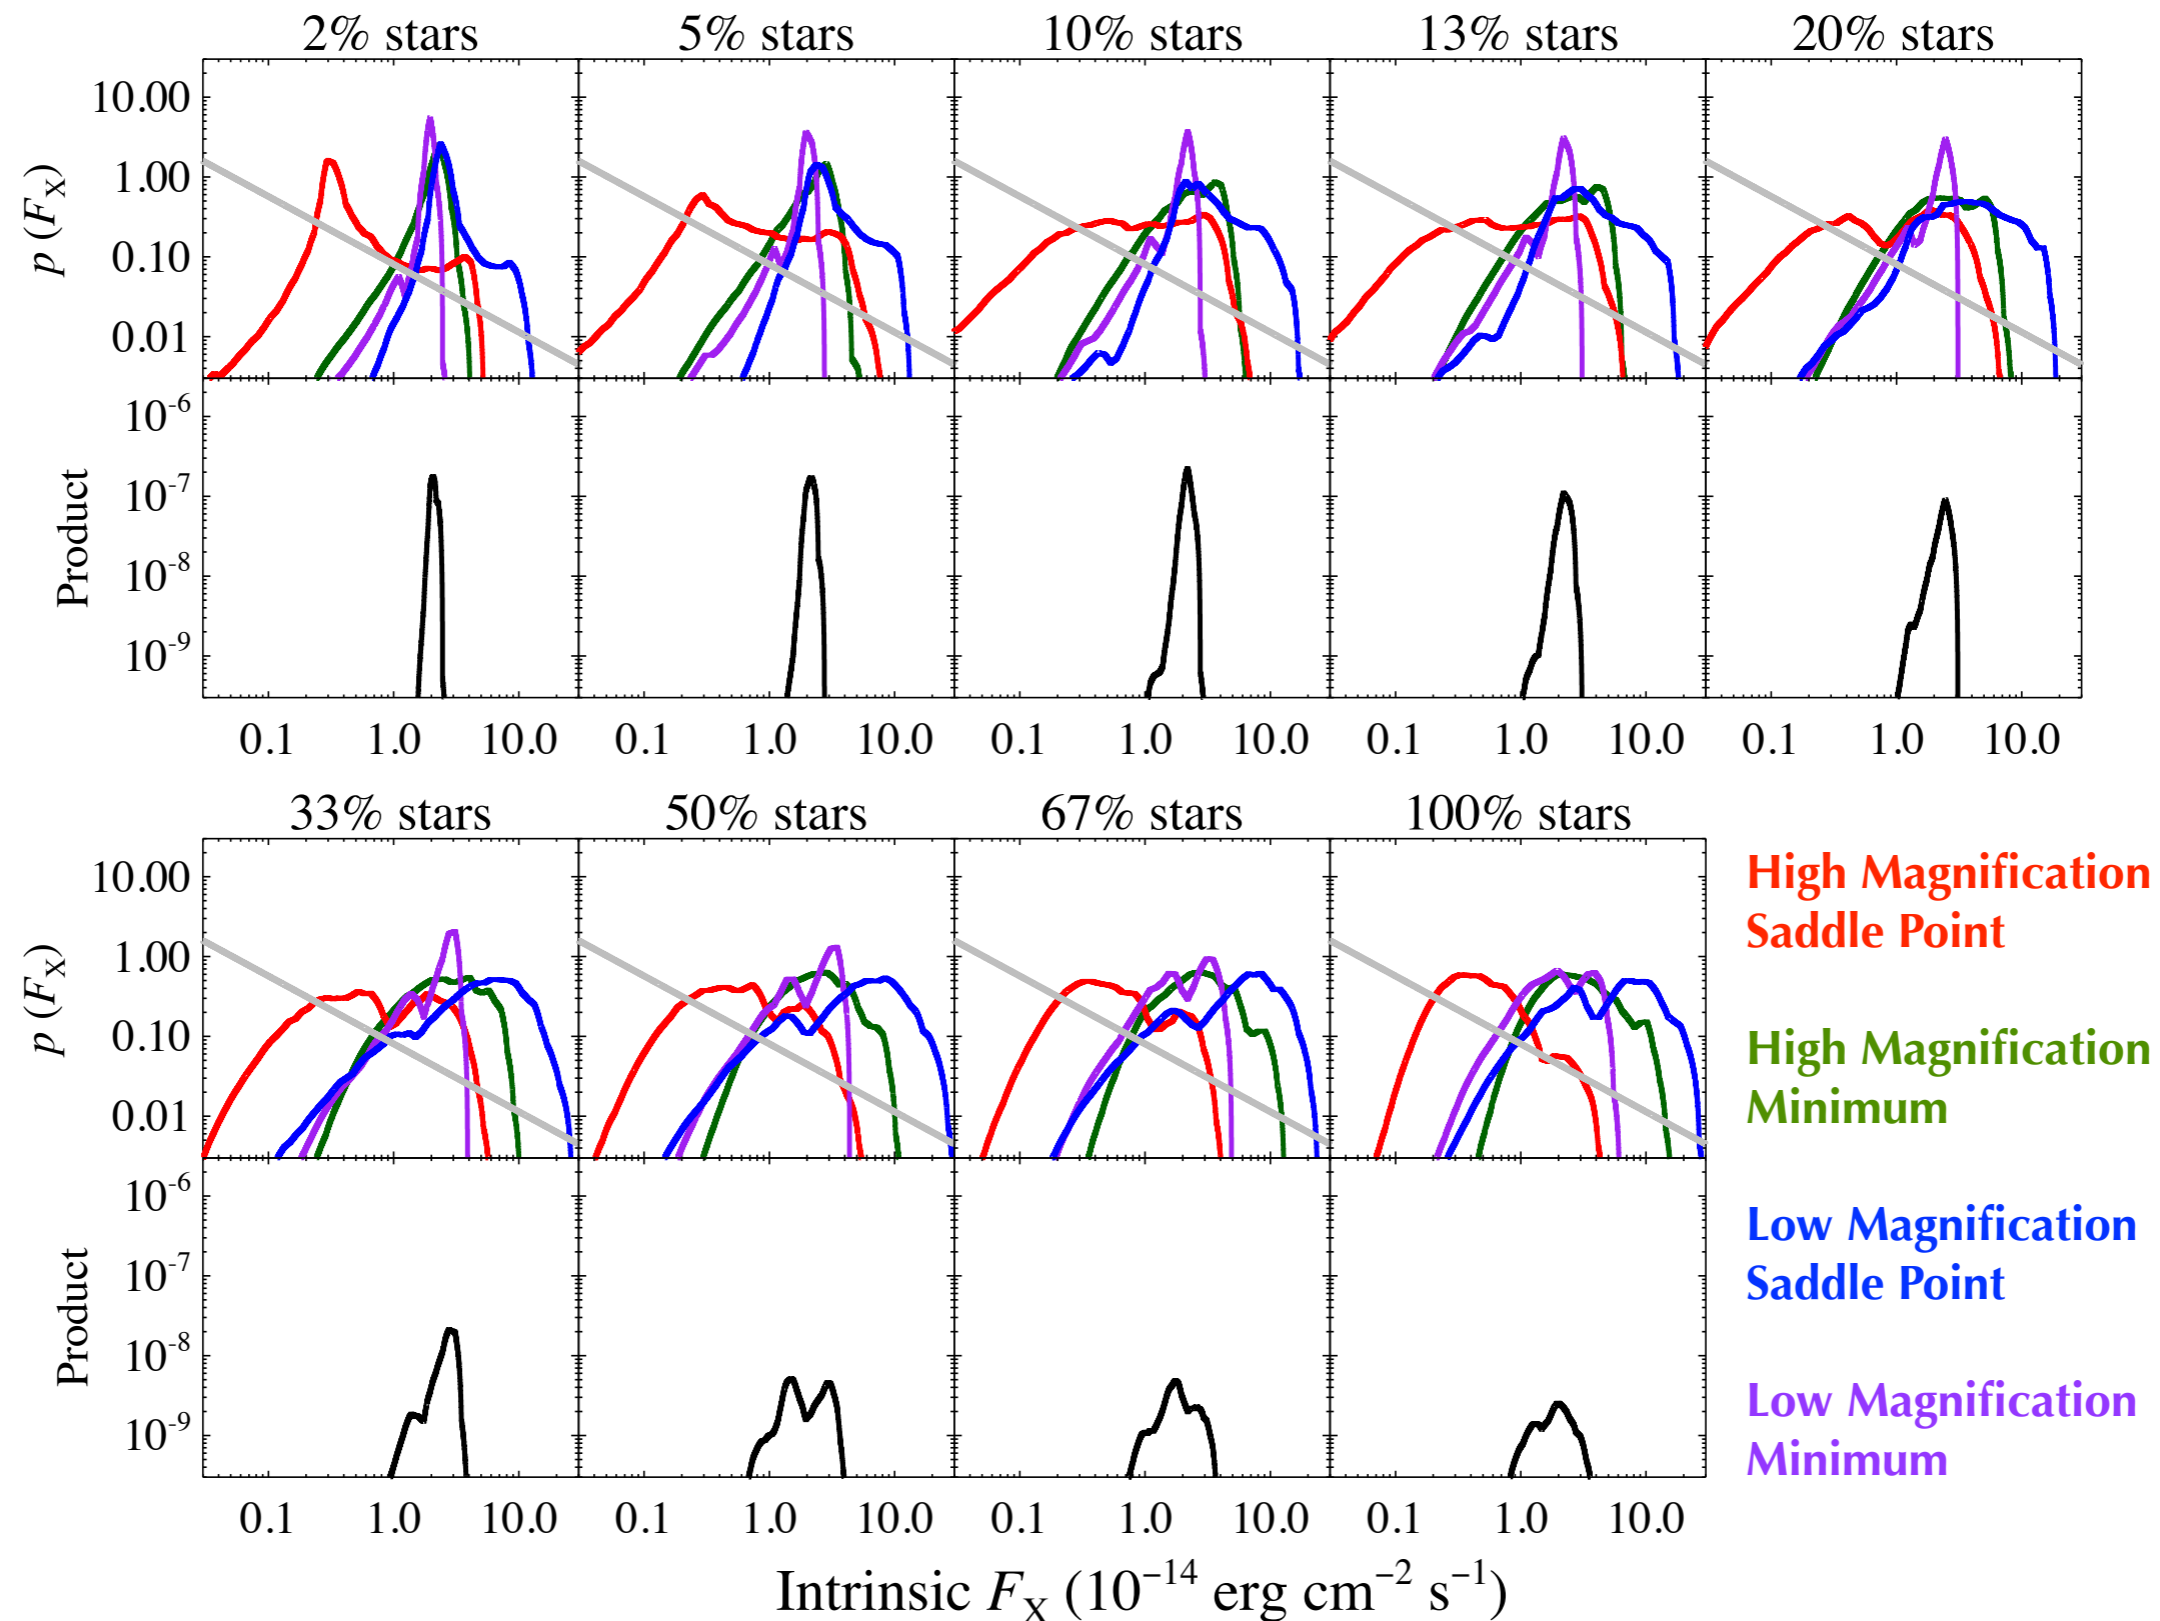 2% stars 5% stars 10% stars 13% stars 20% stars
10.00
1.00
0.10
0.01
p (F_X)
10^-6
10^-7
10^-8
10^-9
Product
0.1 1.0 10.0 0.1 1.0 10.0 0.1 1.0 10.0 0.1 1.0 10.0 0.1 1.0 10.0
33% stars 50% stars 67% stars 100% stars
10.00
1.00
0.10
0.01
p (F_X)
10^-6
10^-7
10^-8
10^-9
Product
0.1 1.0 10.0 0.1 1.0 10.0 0.1 1.0 10.0 0.1 1.0 10.0
Intrinsic F_X (10^−14 erg cm^−2 s^−1)
High Magnification
Saddle Point
High Magnification
Minimum
Low Magnification
Saddle Point
Low Magnification
Minimum